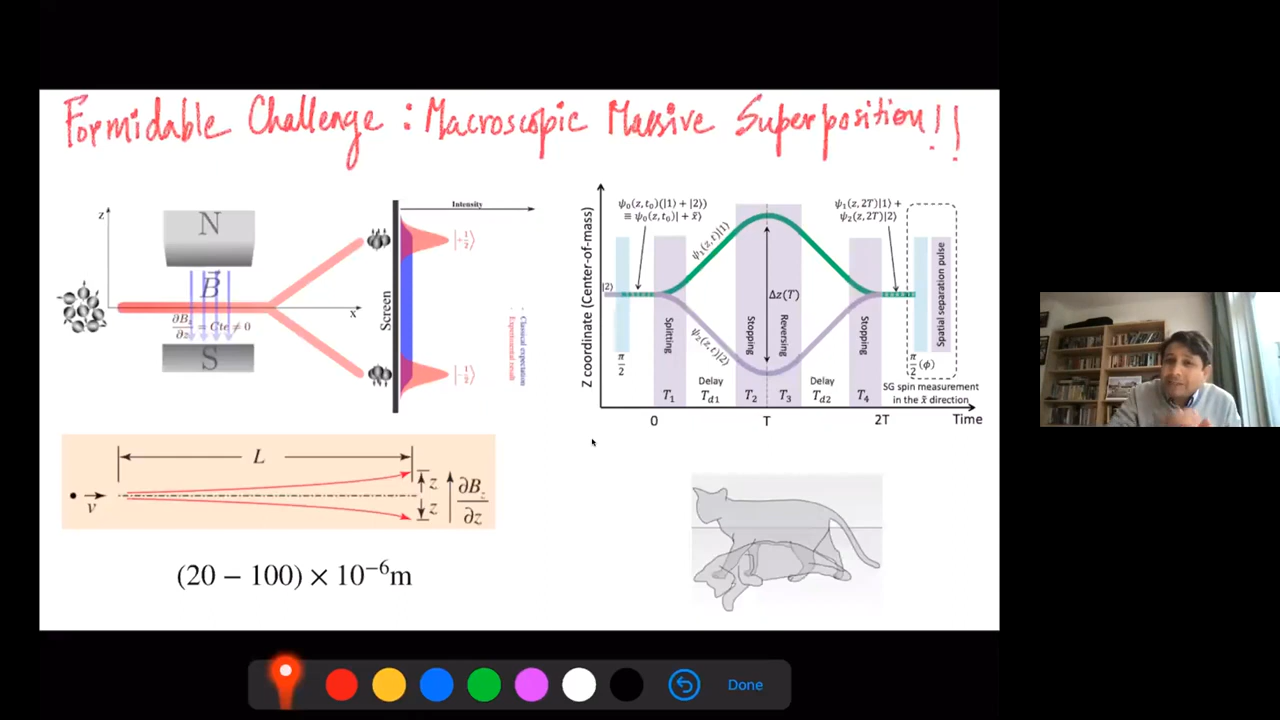 Formidable Challenge : Macroscopic Massive Superposition!!
z
N
B
∂B_z/∂z = Cte ≠ 0
S
x
Screen
Intensity
|+1/2⟩
|−1/2⟩
Classical expectation
Experimental result
Z coordinate (Center-of-mass)
|2⟩
ψ₀(z, t₀)(|1⟩ + |2⟩)
≡ ψ₀(z, t₀)| + x̄⟩
ψ₁(z, t)|1⟩
ψ₂(z, t)|2⟩
Δz(T)
ψ₁(z, 2T)|1⟩ +
ψ₂(z, 2T)|2⟩
π/2
Splitting
Stopping
Reversing
Stopping
π/2 (ϕ)
Spatial separation pulse
T₁
Delay
T_d1
T₂
T₃
Delay
T_d2
T₄
SG spin measurement
in the x̄ direction
0
T
2T
Time
L
v
z
z
∂B_z/∂z
(20 − 100) × 10⁻⁶m
Done